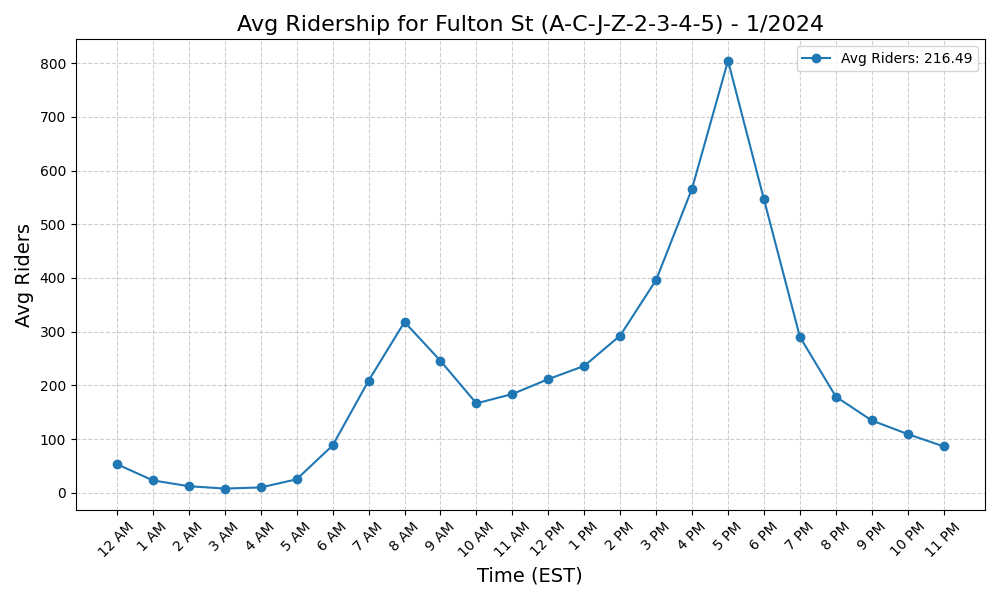 Avg Ridership for Fulton St (A-C-J-Z-2-3-4-5) - 1/2024
Avg Riders: 216.49
Avg Riders
800
700
600
500
400
300
200
100
0
12 AM
1 AM
2 AM
3 AM
4 AM
5 AM
6 AM
7 AM
8 AM
9 AM
10 AM
11 AM
12 PM
1 PM
2 PM
3 PM
4 PM
5 PM
6 PM
7 PM
8 PM
9 PM
10 PM
11 PM
Time (EST)